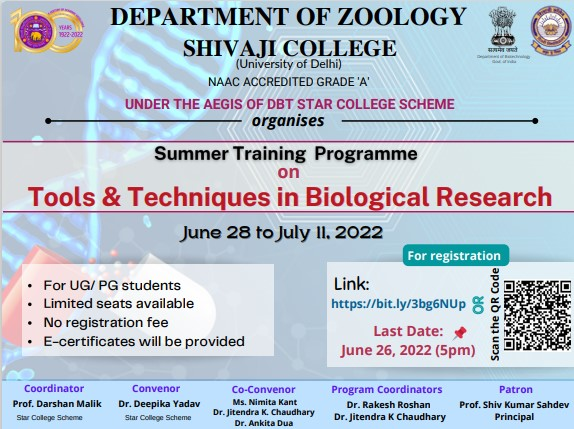 YEARS
1922-2022
DEPARTMENT OF ZOOLOGY
SHIVAJI COLLEGE
(University of Delhi)
NAAC ACCREDITED GRADE 'A'
Department of Biotechnology
Govt. of India
UNDER THE AEGIS OF DBT STAR COLLEGE SCHEME
organises
Summer Training Programme
on
Tools & Techniques in Biological Research
June 28 to July 11, 2022
For registration
• For UG/ PG students
• Limited seats available
• No registration fee
• E-certificates will be provided
Link:
https://bit.ly/3bg6NUp
OR
Scan the QR Code
Last Date:
June 26, 2022 (5pm)
Coordinator
Prof. Darshan Malik
Star College Scheme
Convenor
Dr. Deepika Yadav
Star College Scheme
Co-Convenor
Ms. Nimita Kant
Dr. Jitendra K. Chaudhary
Dr. Ankita Dua
Program Coordinators
Dr. Rakesh Roshan
Dr. Jitendra K Chaudhary
Patron
Prof. Shiv Kumar Sahdev
Principal